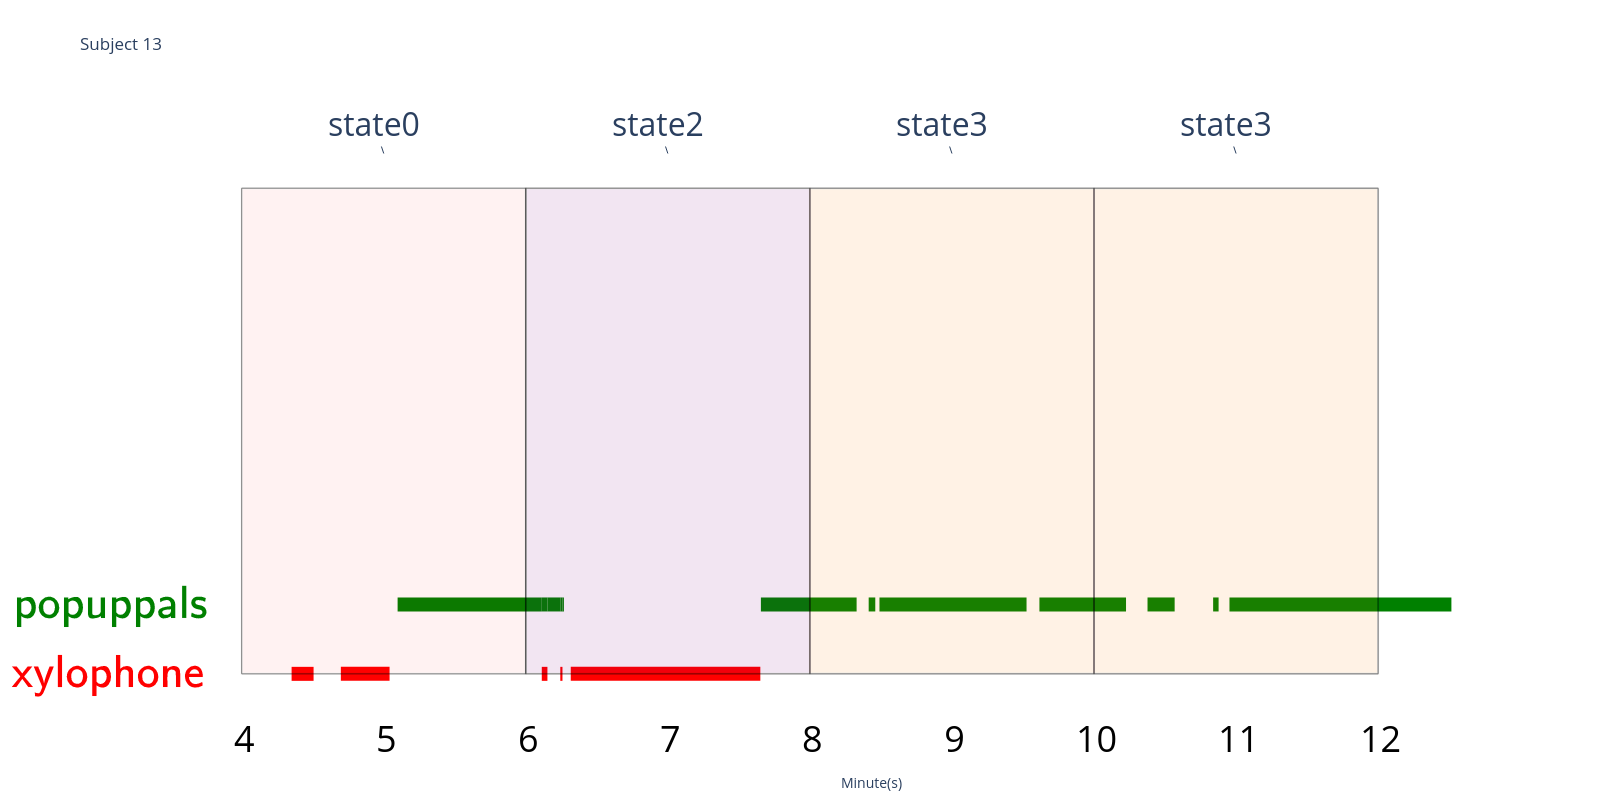 Subject 13
state0 state2 state3 state3
popuppals
xylophone
4 5 6 7 8 9 10 11 12
Minute(s)